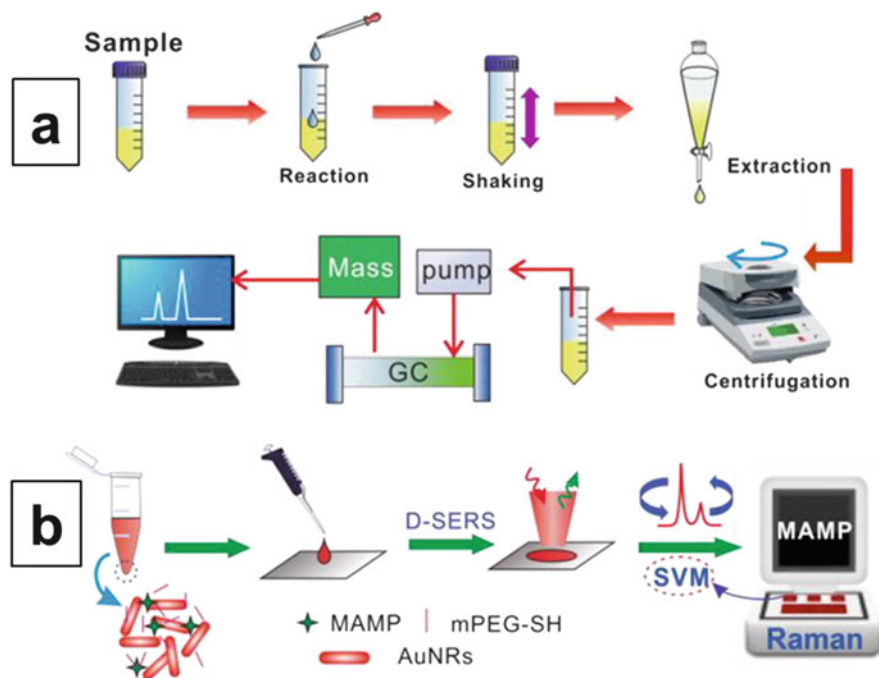 Sample
a
Reaction
Shaking
Extraction
Mass
pump
GC
Centrifugation
b
D-SERS
MAMP
SVM
MAMP
mPEG-SH
AuNRs
Raman